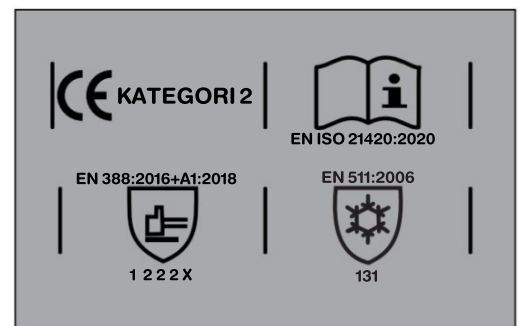 CE KATEGORI 2
i
EN ISO 21420:2020
EN 388:2016+A1:2018
1 2 2 2 X
EN 511:2006
131